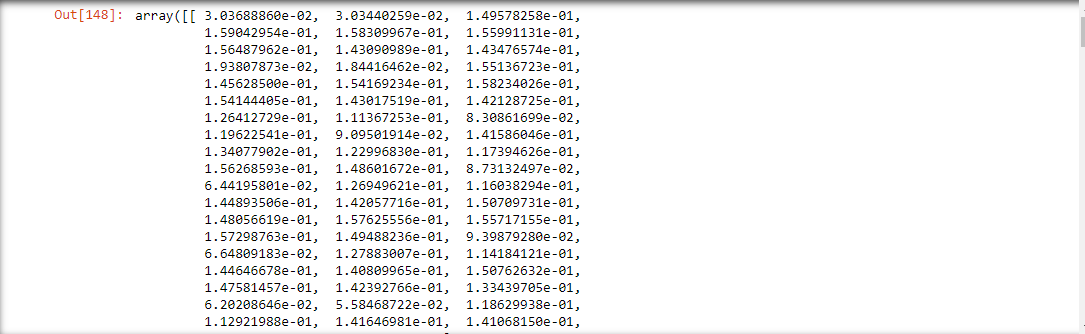 Out[148]: array([[ 3.03688860e-02, 3.03440259e-02, 1.49578258e-01,
1.59042954e-01, 1.58309967e-01, 1.55991131e-01,
1.56487962e-01, 1.43090989e-01, 1.43476574e-01,
1.93807873e-02, 1.84416462e-02, 1.55136723e-01,
1.45628500e-01, 1.54169234e-01, 1.58234026e-01,
1.54144405e-01, 1.43017519e-01, 1.42128725e-01,
1.26412729e-01, 1.11367253e-01, 8.30861699e-02,
1.19622541e-01, 9.09501914e-02, 1.41586046e-01,
1.34077902e-01, 1.22996830e-01, 1.17394626e-01,
1.56268593e-01, 1.48601672e-01, 8.73132497e-02,
6.44195801e-02, 1.26949621e-01, 1.16038294e-01,
1.44893506e-01, 1.42057716e-01, 1.50709731e-01,
1.48056619e-01, 1.57625556e-01, 1.55717155e-01,
1.57298763e-01, 1.49488236e-01, 9.39879280e-02,
6.64809183e-02, 1.27883007e-01, 1.14184121e-01,
1.44646678e-01, 1.40809965e-01, 1.50762632e-01,
1.47581457e-01, 1.42392766e-01, 1.33439705e-01,
6.20208646e-02, 5.58468722e-02, 1.18629938e-01,
1.12921988e-01, 1.41646981e-01, 1.41068150e-01,